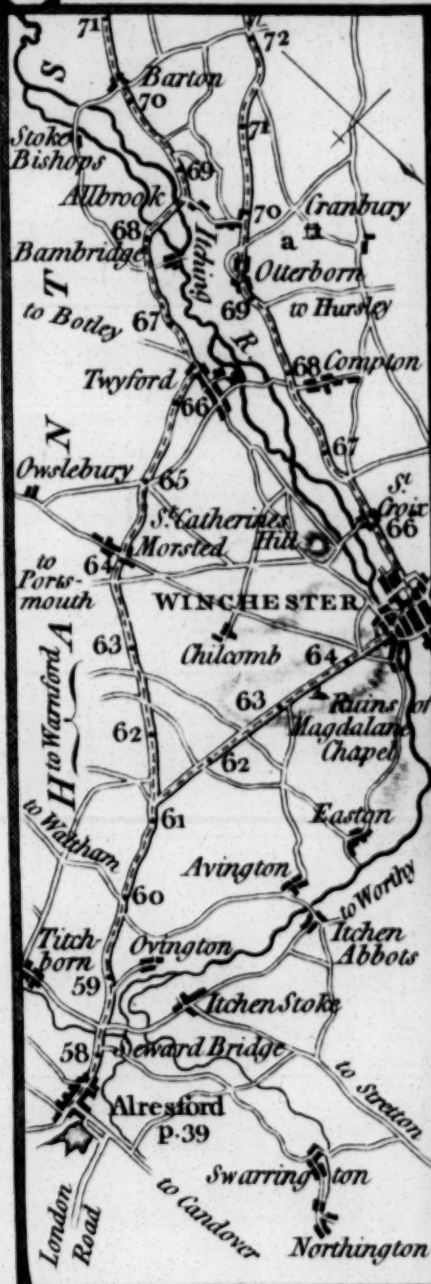 71
72
S
Barton
70
Stoke
Bishops
71
69
Allbrook
70
Cranbury
68
a
Bambridge
Itching
Otterborn
T
69
to Hursley
to Botley
67
R
Twyford
68
Compton
66
N
67
Owslebury
65
St. Croix
66
St. Catherines
Hill
64
Morsted
to
Ports-
mouth
WINCHESTER
A
63
Chilcomb
64
to Warnford
63
Ruins of
Magdalane
Chapel
62
62
H
61
Easton
to Waltham
Avington
60
to Worthy
Itchen
Abbots
Titch-
born
Ovington
59
Itchen Stoke
58
Seward Bridge
to Stretton
Alresford
p.39
Swarrington
London
Road
to Candover
Northington